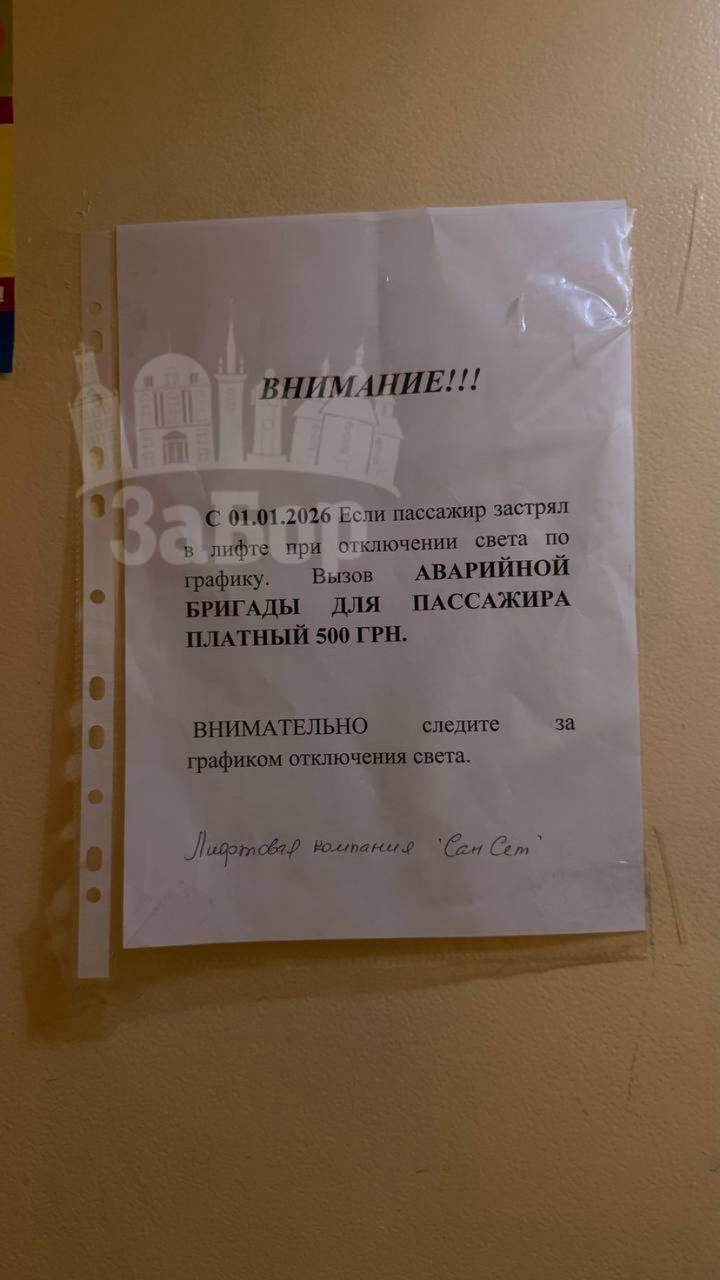 !
ВНИМАНИЕ!!!
ЗаБор
С 01.01.2026 Если пассажир застрял
в лифте при отключении света по
графику. Вызов АВАРИЙНОЙ
БРИГАДЫ ДЛЯ ПАССАЖИРА
ПЛАТНЫЙ 500 ГРН.
ВНИМАТЕЛЬНО следите за
графиком отключения света.
Лифтовая компания 'Сан Сет'